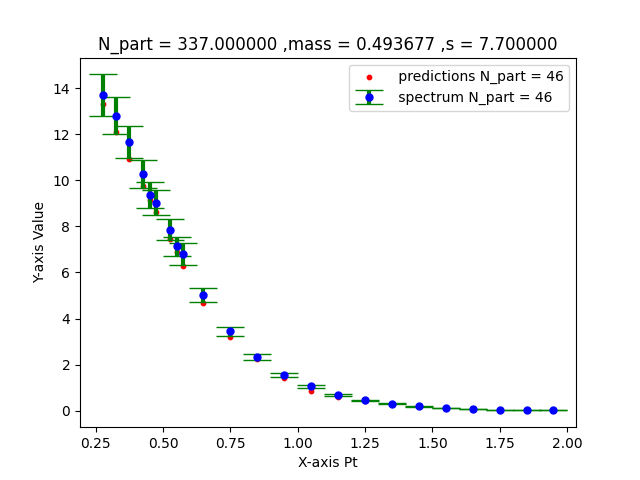 N_part = 337.000000 ,mass = 0.493677 ,s = 7.700000
predictions N_part = 46
spectrum N_part = 46
Y-axis Value
14
12
10
8
6
4
2
0
0.25 0.50 0.75 1.00 1.25 1.50 1.75 2.00
X-axis Pt